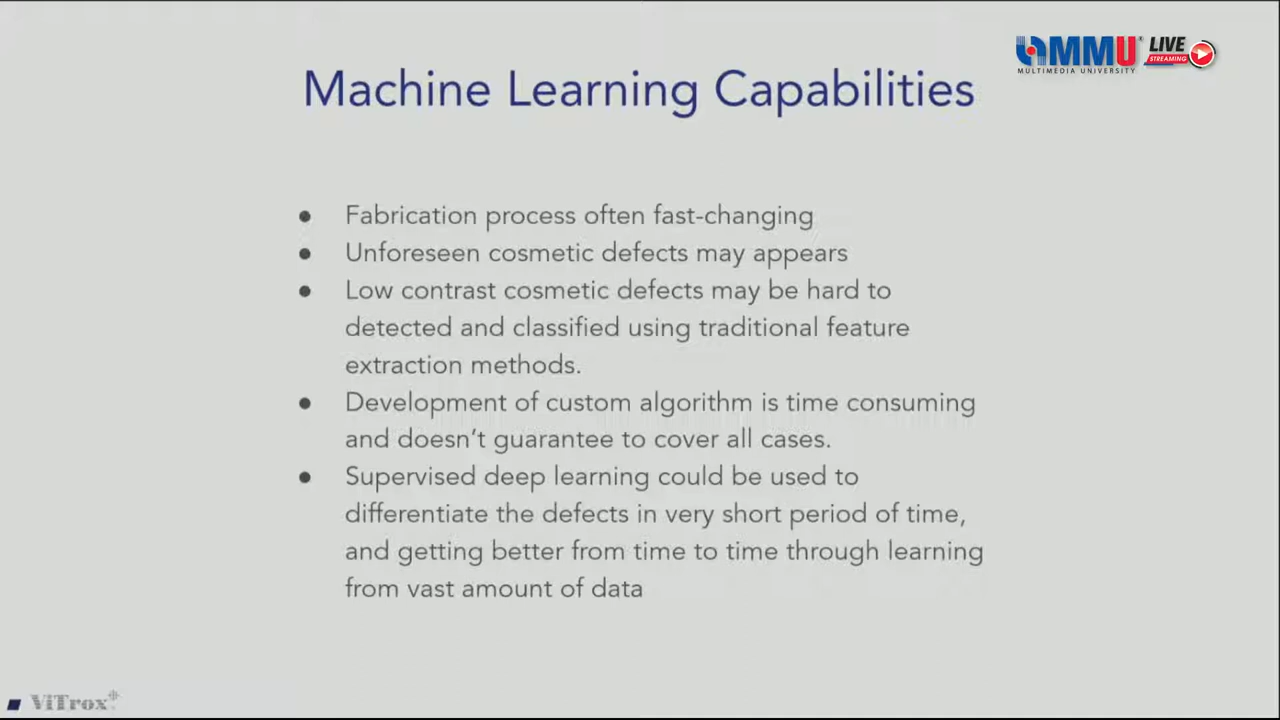 MMU
MULTIMEDIA UNIVERSITY
LIVE
STREAMING
Machine Learning Capabilities
● Fabrication process often fast-changing
● Unforeseen cosmetic defects may appears
● Low contrast cosmetic defects may be hard to
detected and classified using traditional feature
extraction methods.
● Development of custom algorithm is time consuming
and doesn’t guarantee to cover all cases.
● Supervised deep learning could be used to
differentiate the defects in very short period of time,
and getting better from time to time through learning
from vast amount of data
ViTrox